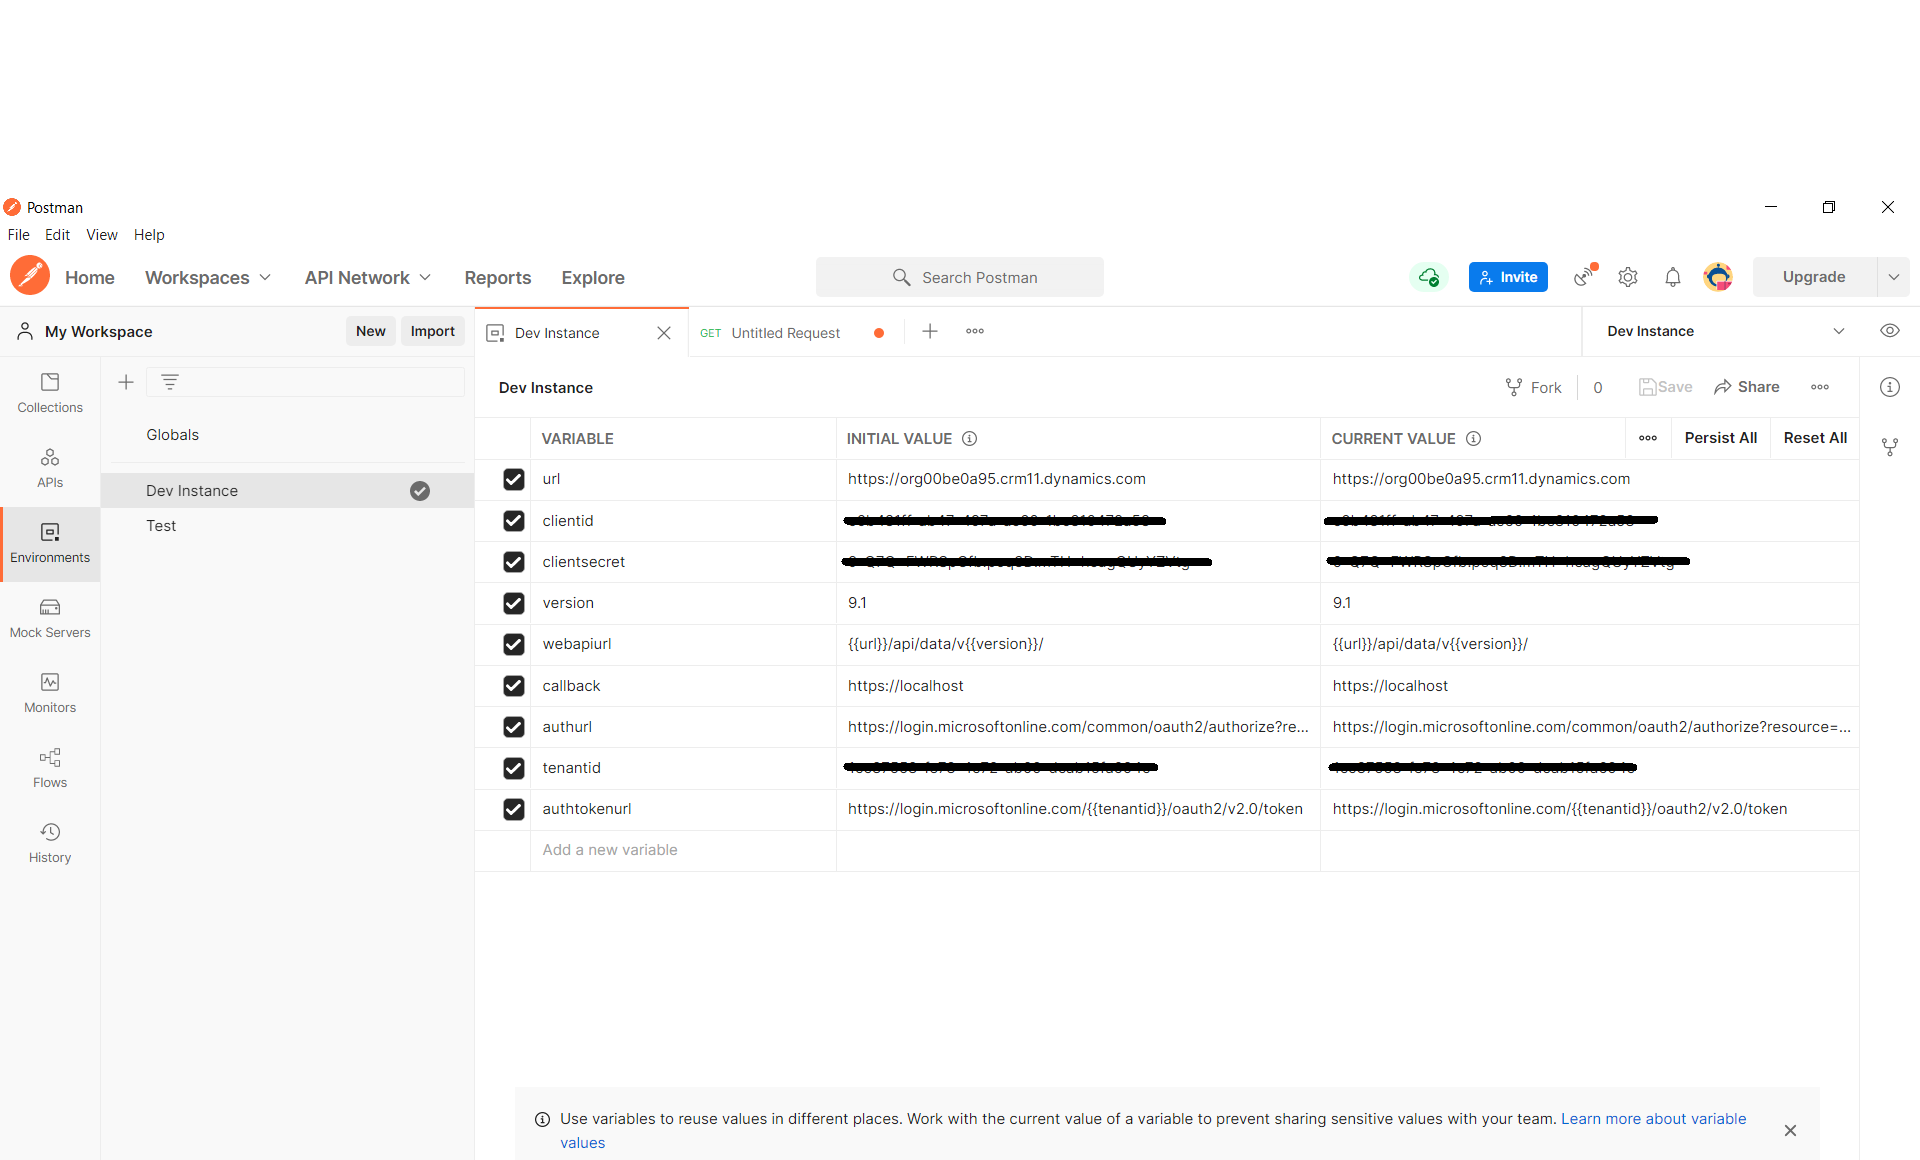 Postman
File Edit View Help
Home Workspaces API Network Reports Explore Search Postman Invite Upgrade
My Workspace New Import Dev Instance GET Untitled Request Dev Instance
Collections
APIs
Environments
Mock Servers
Monitors
Flows
History
Globals
Dev Instance
Test
Dev Instance Fork 0 Save Share
VARIABLE INITIAL VALUE CURRENT VALUE Persist All Reset All
url https://org00be0a95.crm11.dynamics.com https://org00be0a95.crm11.dynamics.com
clientid
clientsecret
version 9.1 9.1
webapiurl {{url}}/api/data/v{{version}}/ {{url}}/api/data/v{{version}}/
callback https://localhost https://localhost
authurl https://login.microsoftonline.com/common/oauth2/authorize?re... https://login.microsoftonline.com/common/oauth2/authorize?resource=...
tenantid
authtokenurl https://login.microsoftonline.com/{{tenantid}}/oauth2/v2.0/token https://login.microsoftonline.com/{{tenantid}}/oauth2/v2.0/token
Add a new variable
Use variables to reuse values in different places. Work with the current value of a variable to prevent sharing sensitive values with your team. Learn more about variable
values